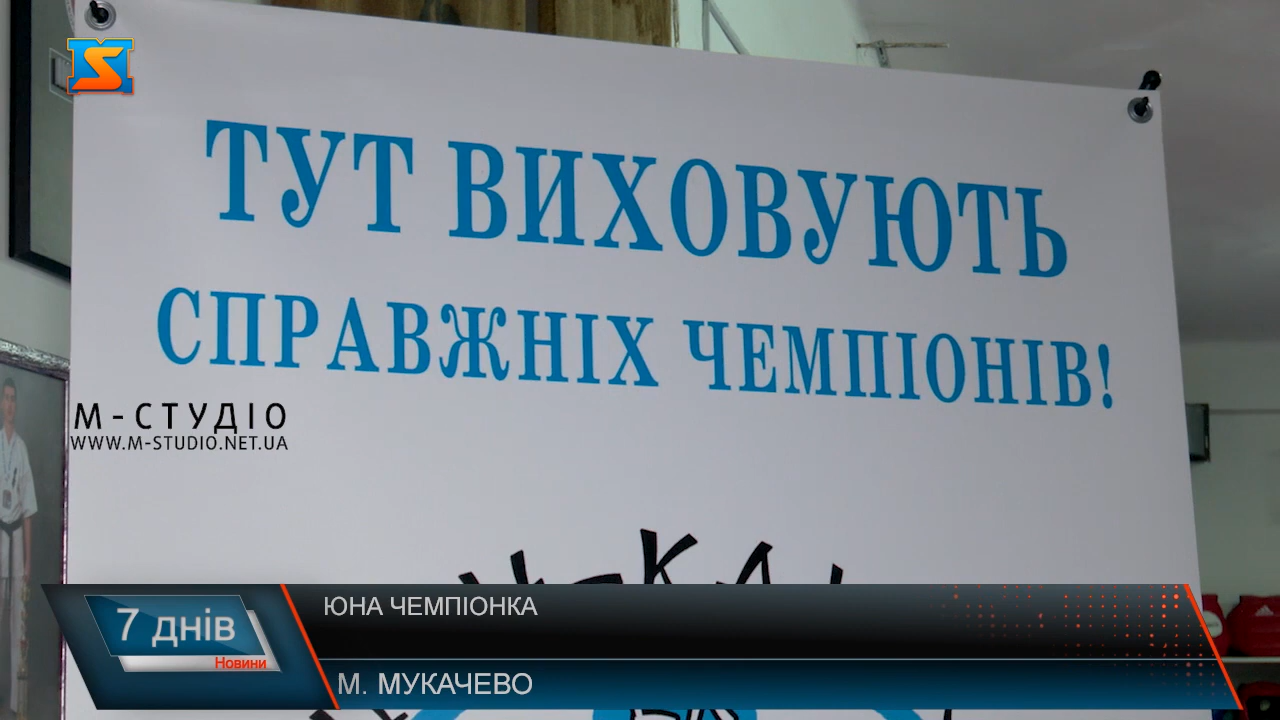 ТУТ ВИХОВУЮТЬ
СПРАВЖНІХ ЧЕМПІОНІВ!
М-СТУДІО
WWW.M-STUDIO.NET.UA
7 днів
Новини
ЮНА ЧЕМПІОНКА
М. МУКАЧЕВО